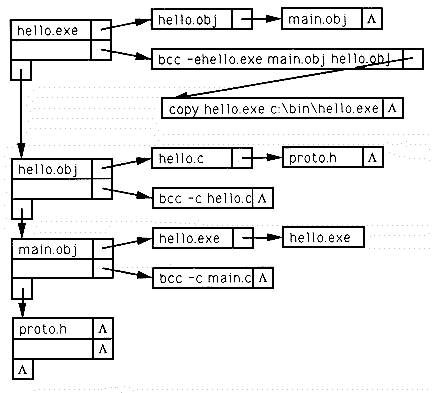 hello.exe hello.obj main.obj Λ
bcc -ehello.exe main.obj hello.obj
copy hello.exe c:\bin\hello.exe Λ
hello.obj hello.c proto.h Λ
bcc -c hello.c Λ
main.obj hello.exe hello.exe
bcc -c main.c Λ
proto.h Λ
Λ
Λ